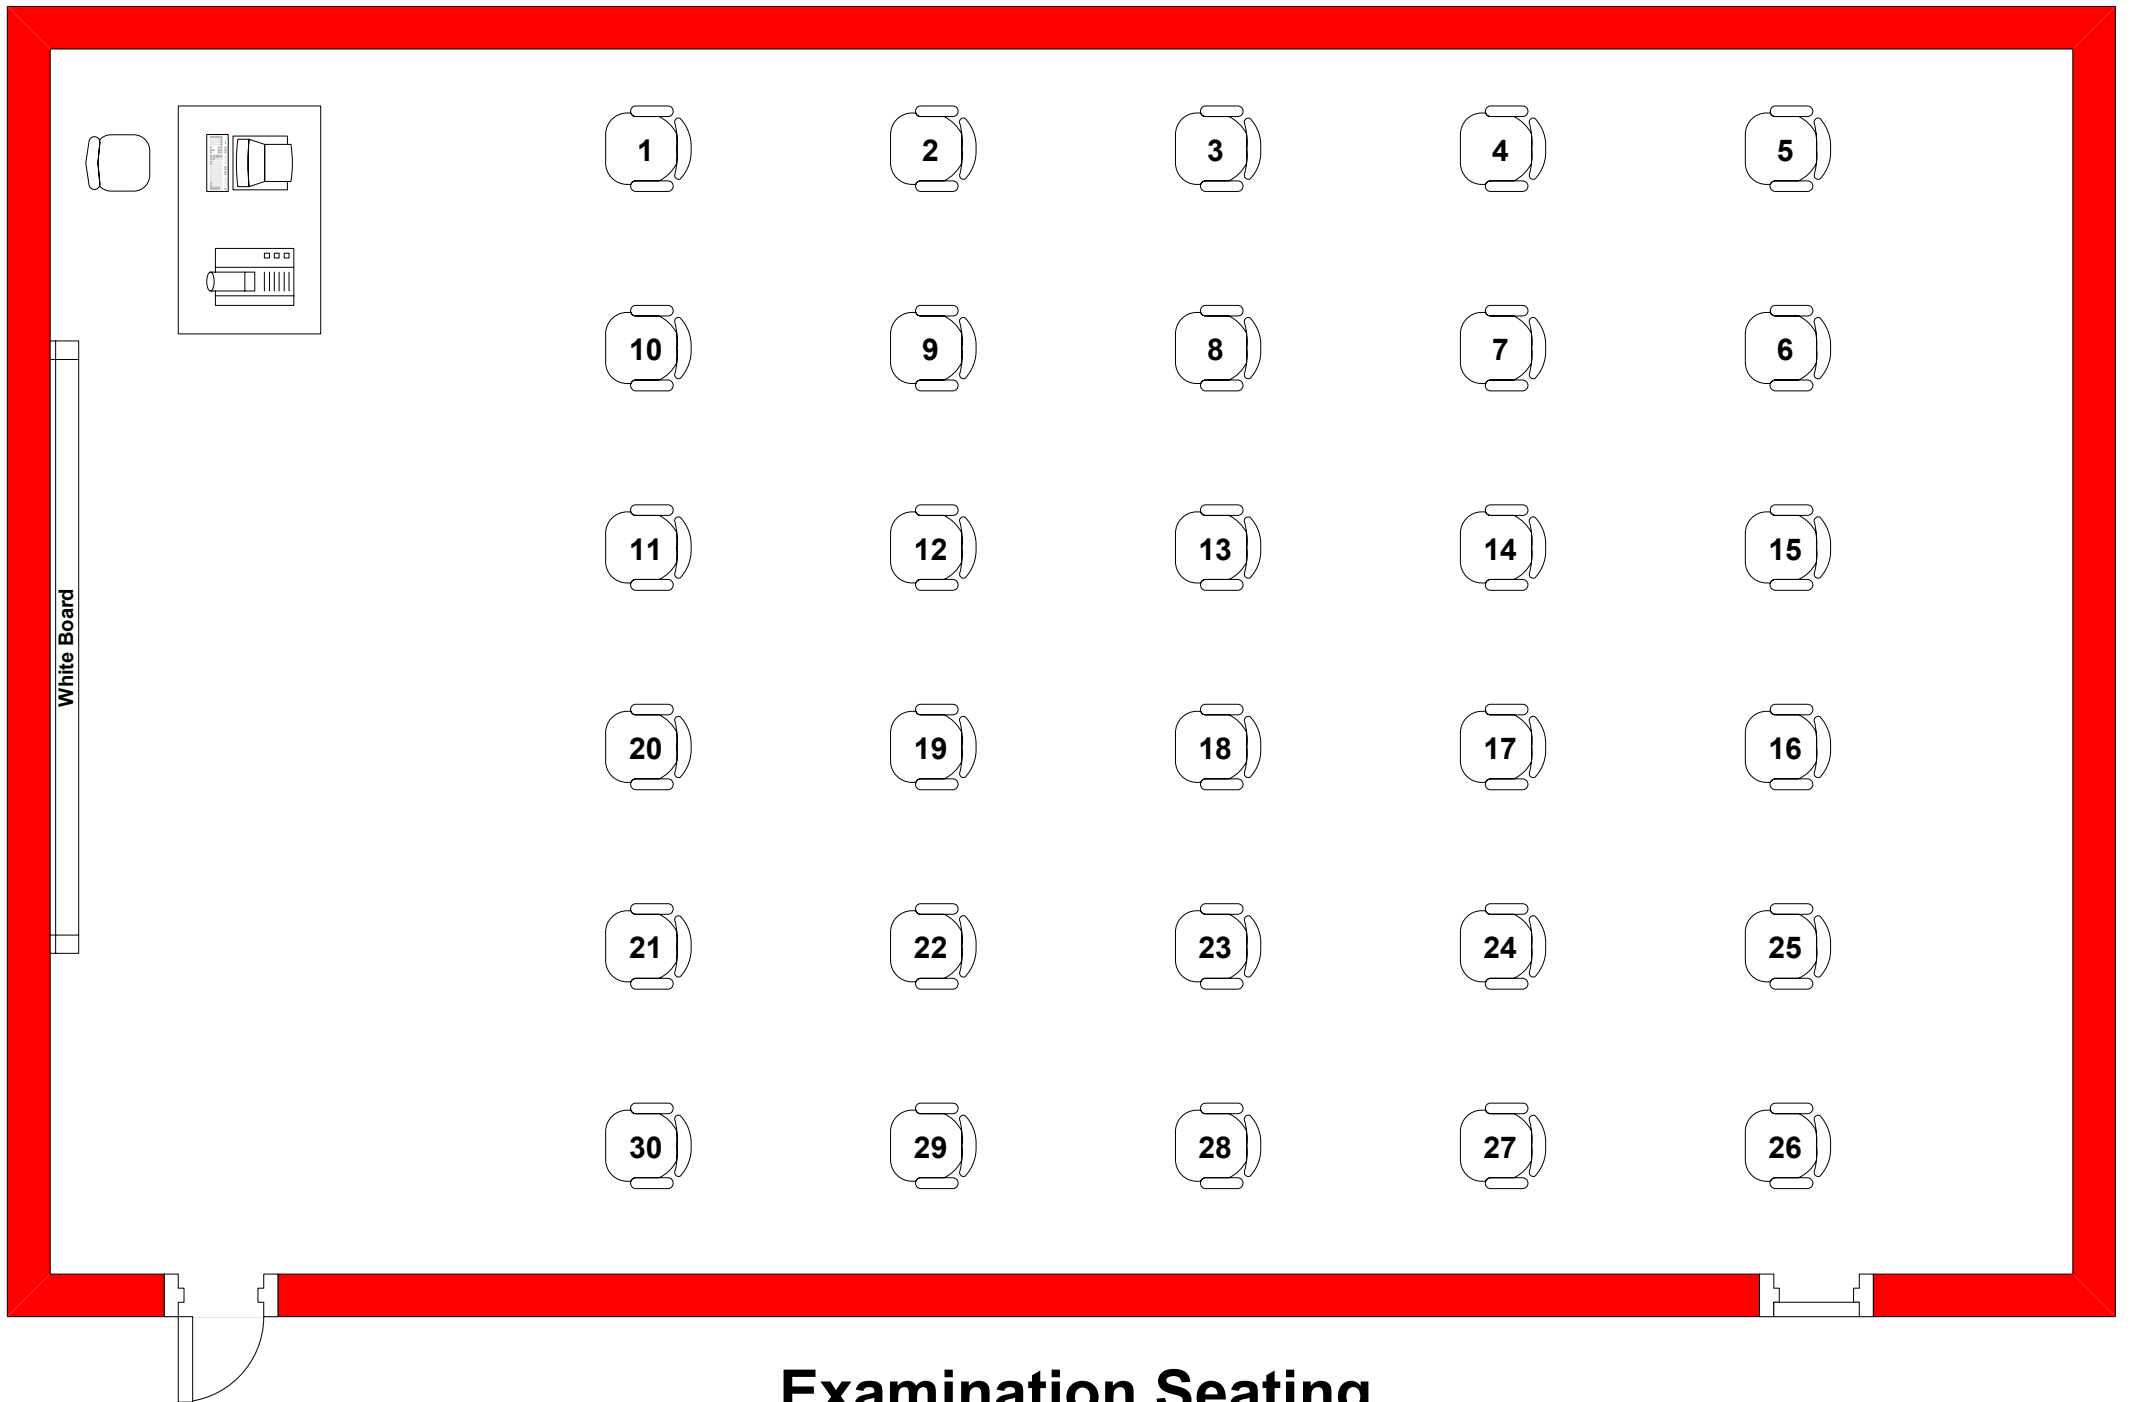 1 2 3 4 5
10 9 8 7 6
11 12 13 14 15
White Board
20 19 18 17 16
21 22 23 24 25
30 29 28 27 26
Examination Seating